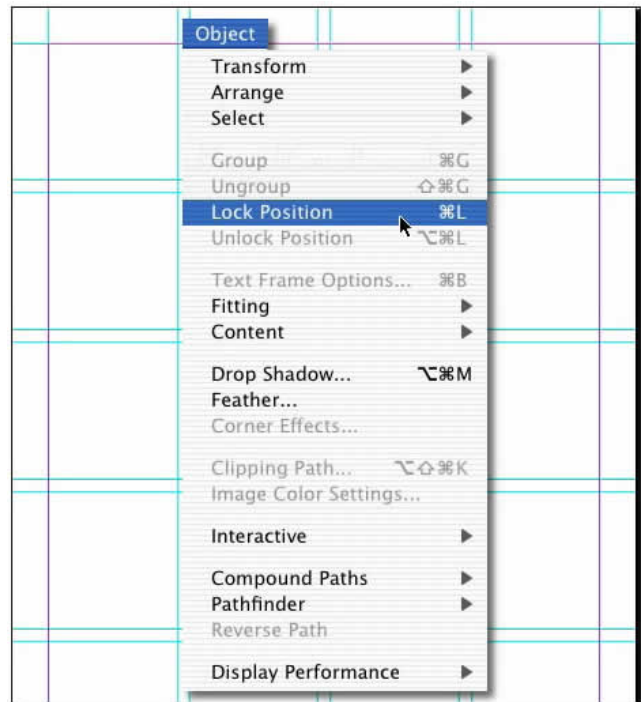 Object
Transform ▶
Arrange ▶
Select ▶
Group ⌘G
Ungroup ⇧⌘G
Lock Position ⌘L
Unlock Position ⌥⌘L
Text Frame Options... ⌘B
Fitting ▶
Content ▶
Drop Shadow... ⌥⌘M
Feather...
Corner Effects...
Clipping Path... ⌥⇧⌘K
Image Color Settings...
Interactive ▶
Compound Paths ▶
Pathfinder ▶
Reverse Path
Display Performance ▶